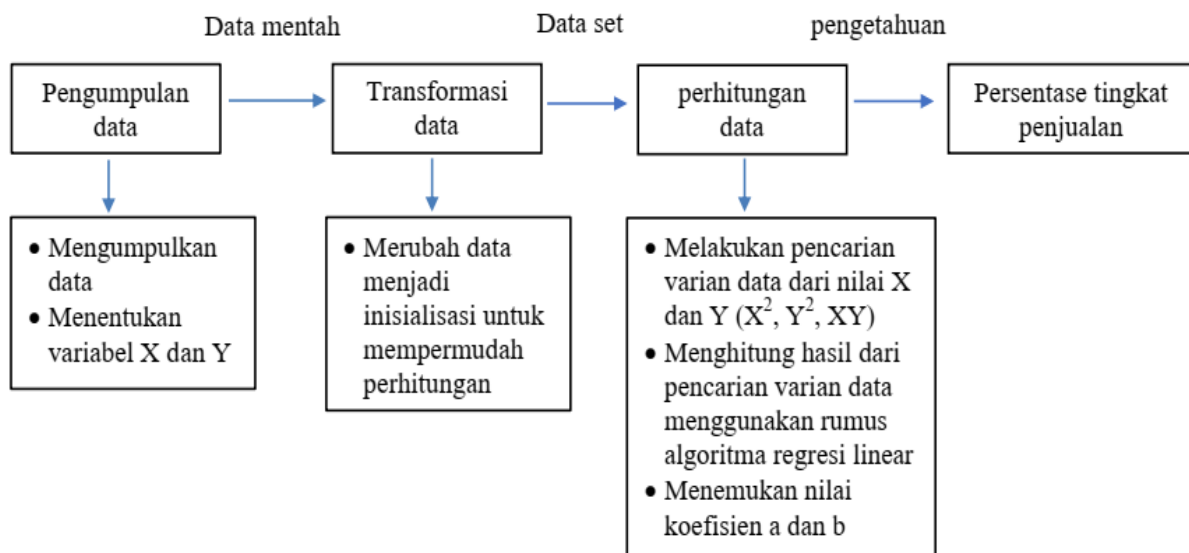 Data mentah
Data set
pengetahuan
Pengumpulan
data
Transformasi
data
perhitungan
data
Persentase tingkat
penjualan
• Mengumpulkan
data
• Menentukan
variabel X dan Y
• Merubah data
menjadi
inisialisasi untuk
mempermudah
perhitungan
• Melakukan pencarian
varian data dari nilai X
dan Y (X², Y², XY)
• Menghitung hasil dari
pencarian varian data
menggunakan rumus
algoritma regresi linear
• Menemukan nilai
koefisien a dan b